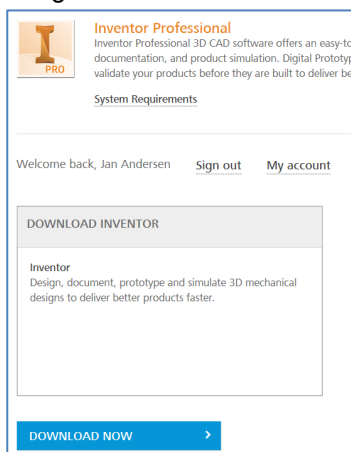 Inventor Professional
Inventor Professional 3D CAD software offers an easy-to
documentation, and product simulation. Digital Prototyp
validate your products before they are built to deliver be
PRO
System Requirements
Welcome back, Jan Andersen Sign out My account
DOWNLOAD INVENTOR
Inventor
Design, document, prototype and simulate 3D mechanical
designs to deliver better products faster.
DOWNLOAD NOW